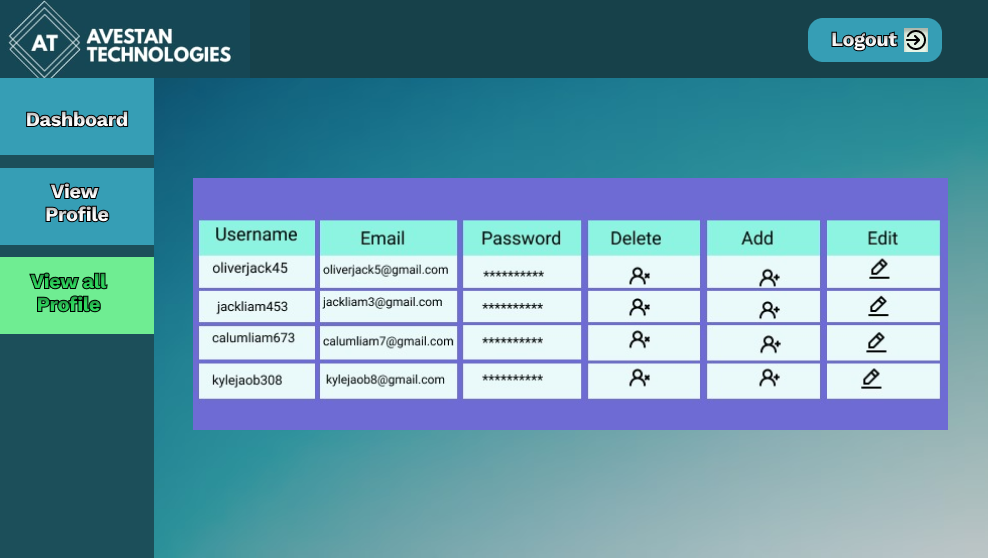 AT
AVESTAN
TECHNOLOGIES
Logout
Dashboard
View
Profile
View all
Profile
Username Email Password Delete Add Edit
oliverjack45 oliverjack5@gmail.com **********
jackliam453 jackliam3@gmail.com **********
calumliam673 calumliam7@gmail.com **********
kylejaob308 kylejaob8@gmail.com **********